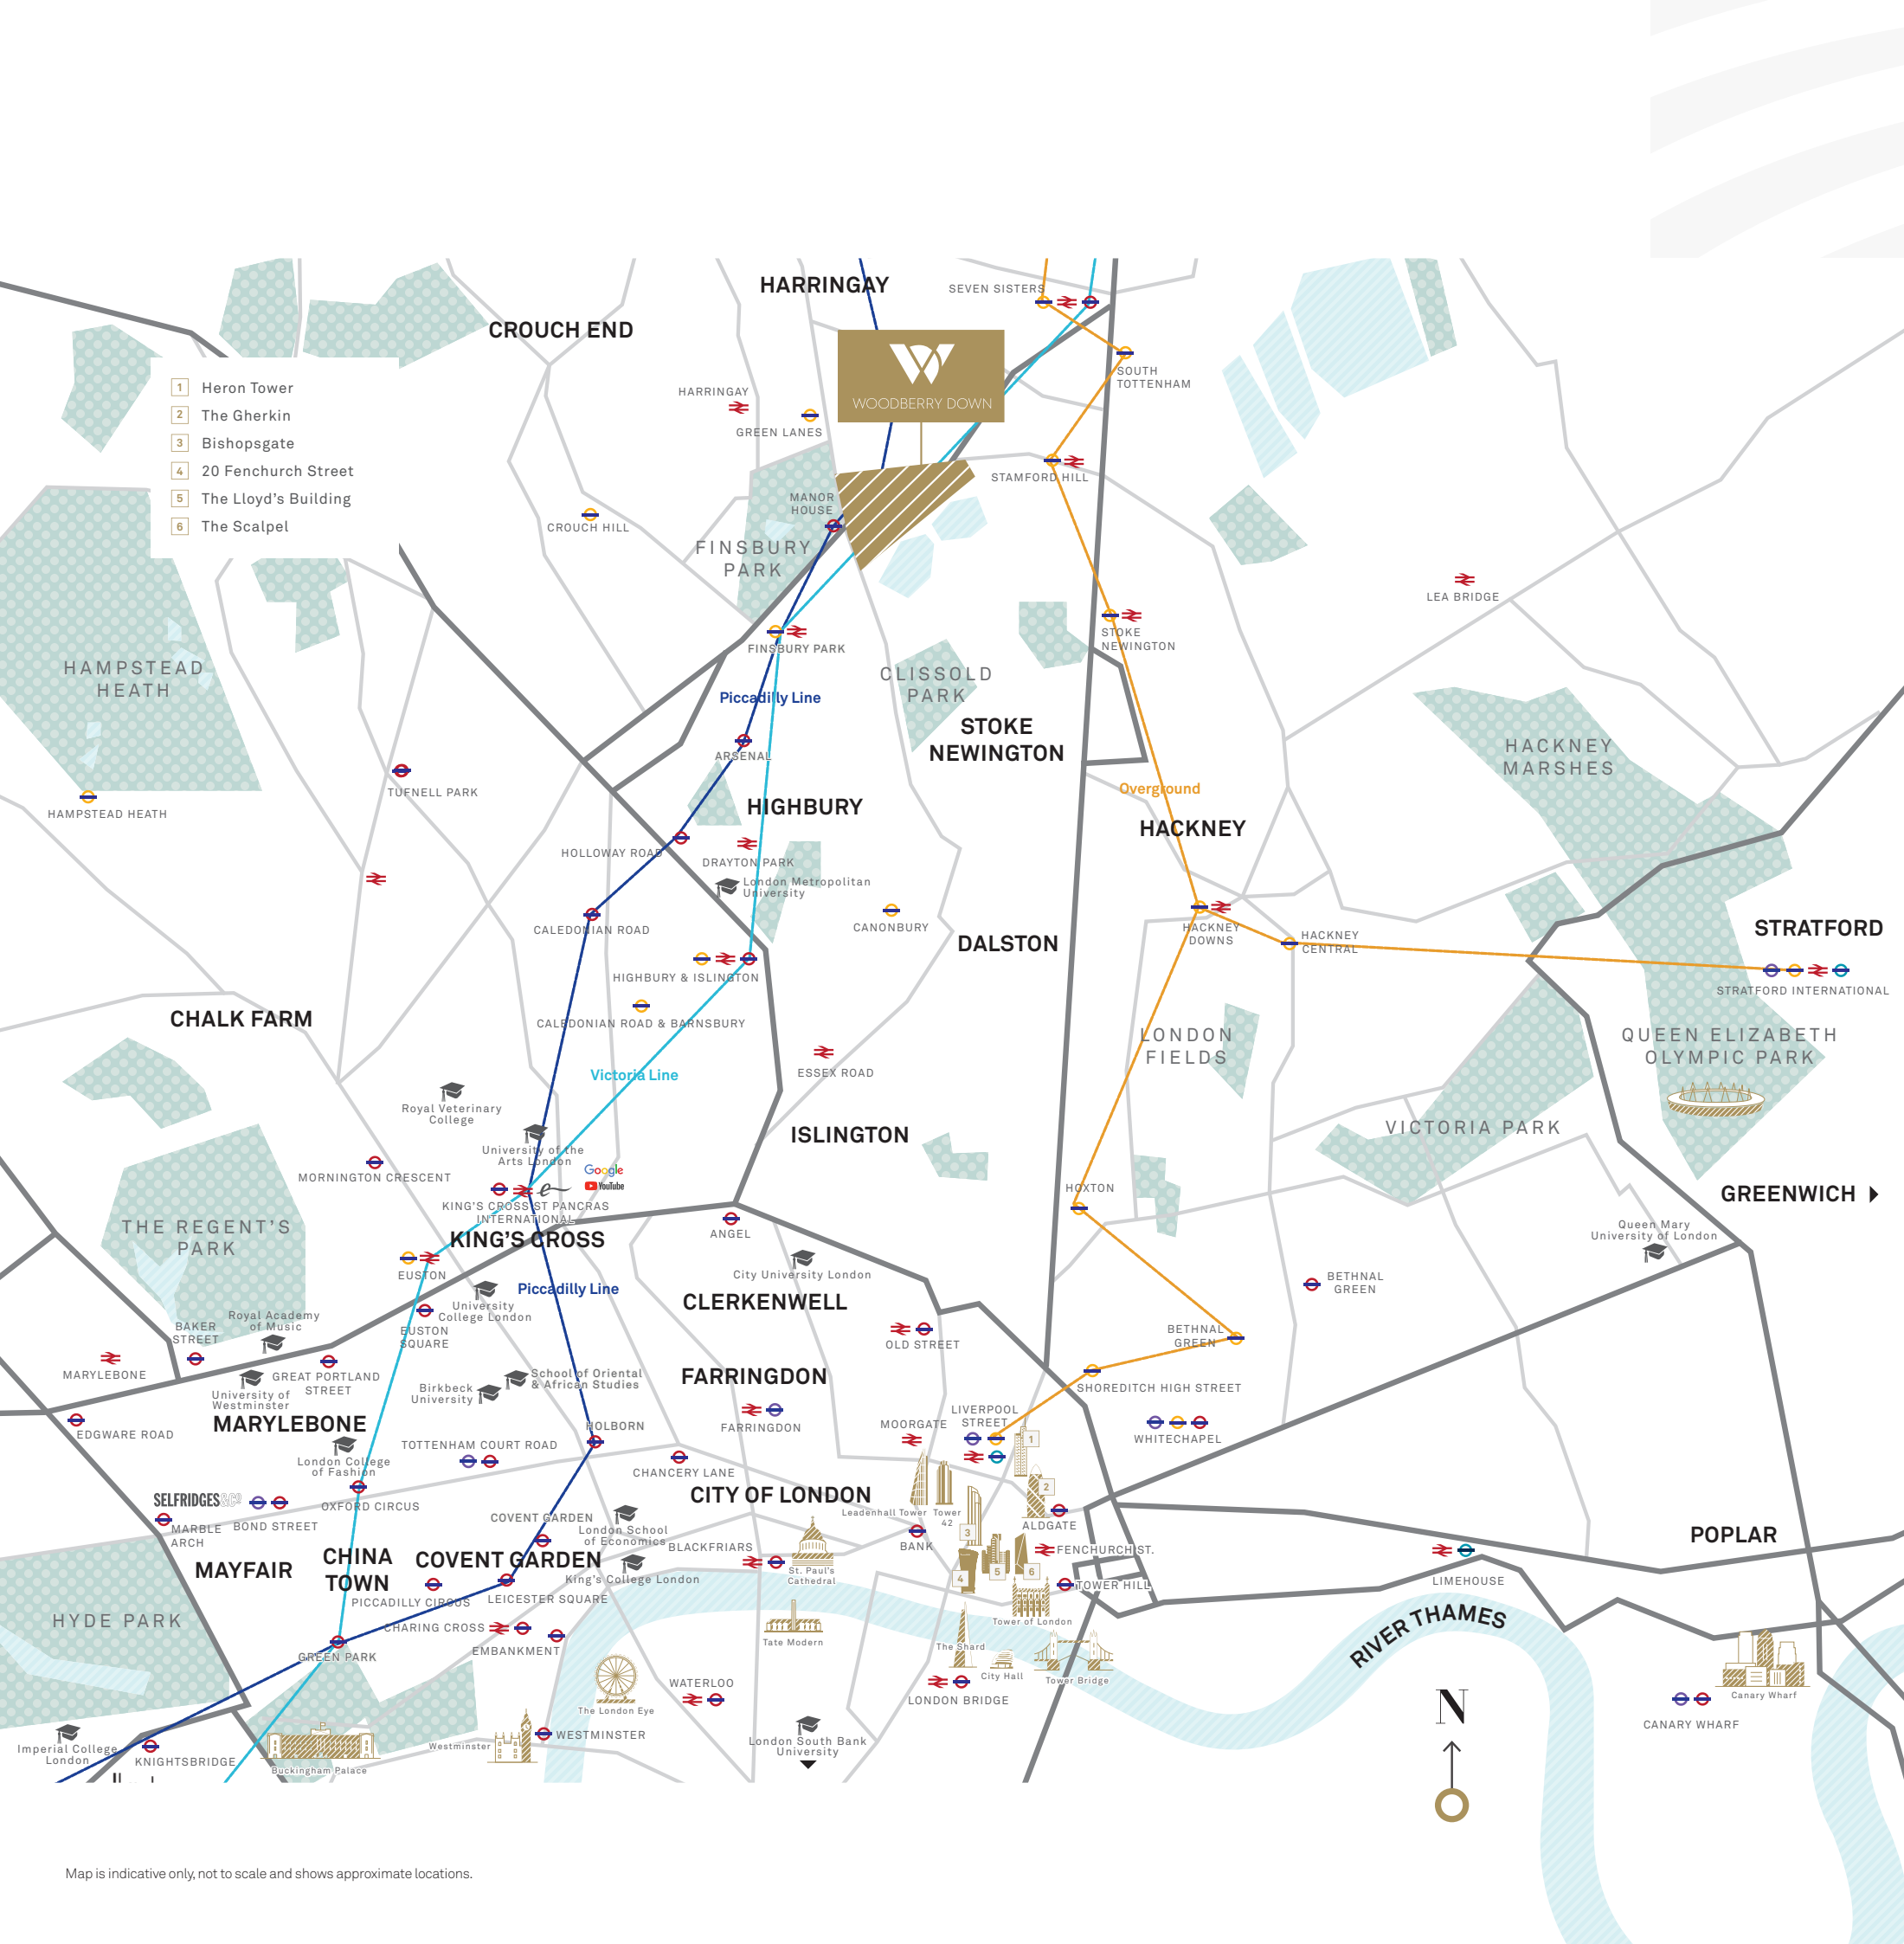 HARRINGAY
SEVEN SISTERS
CROUCH END
SOUTH
TOTTENHAM
WOODBERRY DOWN
HARRINGAY
GREEN LANES
1 Heron Tower
2 The Gherkin
3 Bishopsgate
4 20 Fenchurch Street
5 The Lloyd's Building
6 The Scalpel
STAMFORD HILL
MANOR
HOUSE
CROUCH HILL
FINSBURY
PARK
LEA BRIDGE
STOKE
NEWINGTON
FINSBURY PARK
HAMPSTEAD
HEATH
CLISSOLD
PARK
Piccadilly Line
STOKE
NEWINGTON
HACKNEY
MARSHES
ARSENAL
TUFNELL PARK
HAMPSTEAD HEATH
Overground
HIGHBURY
HACKNEY
HOLLOWAY ROAD
DRAYTON PARK
London Metropolitan
University
CALEDONIAN ROAD
CANONBURY
DALSTON
HACKNEY
DOWNS
HACKNEY
CENTRAL
STRATFORD
HIGHBURY & ISLINGTON
STRATFORD INTERNATIONAL
CHALK FARM
CALEDONIAN ROAD & BARNSBURY
LONDON
FIELDS
QUEEN ELIZABETH
OLYMPIC PARK
Victoria Line
ESSEX ROAD
Royal Veterinary
College
University of the
Arts London
ISLINGTON
VICTORIA PARK
MORNINGTON CRESCENT
Google
YouTube
e
KING'S CROSS ST PANCRAS
INTERNATIONAL
HOXTON
GREENWICH
THE REGENT'S
PARK
KING'S CROSS
ANGEL
Queen Mary
University of London
EUSTON
City University London
BETHNAL
GREEN
Piccadilly Line
University
College London
CLERKENWELL
Royal Academy
of Music
BAKER
STREET
EUSTON
SQUARE
OLD STREET
BETHNAL
GREEN
MARYLEBONE
GREAT PORTLAND
STREET
University of
Westminster
Birkbeck
University
School of Oriental
& African Studies
FARRINGDON
SHOREDITCH HIGH STREET
MARYLEBONE
EDGWARE ROAD
HOLBORN
FARRINGDON
MOORGATE
LIVERPOOL
STREET
WHITECHAPEL
TOTTENHAM COURT ROAD
London College
of Fashion
CHANCERY LANE
1
2
SELFRIDGES&CO
OXFORD CIRCUS
CITY OF LONDON
Leadenhall Tower
Tower
42
ALDGATE
MARBLE
ARCH
BOND STREET
COVENT GARDEN
London School
of Economics
BLACKFRIARS
BANK
3
FENCHURCH ST.
POPLAR
MAYFAIR
CHINA
TOWN
COVENT GARDEN
King's College London
St. Paul's
Cathedral
4
5
6
TOWER HILL
LIMEHOUSE
PICCADILLY CIRCUS
LEICESTER SQUARE
HYDE PARK
CHARING CROSS
EMBANKMENT
Tate Modern
Tower of London
RIVER THAMES
GREEN PARK
The Shard
City Hall
Tower Bridge
WATERLOO
LONDON BRIDGE
The London Eye
Canary Wharf
CANARY WHARF
N
Imperial College
London
KNIGHTSBRIDGE
Buckingham Palace
Westminster
WESTMINSTER
London South Bank
University
Map is indicative only, not to scale and shows approximate locations.